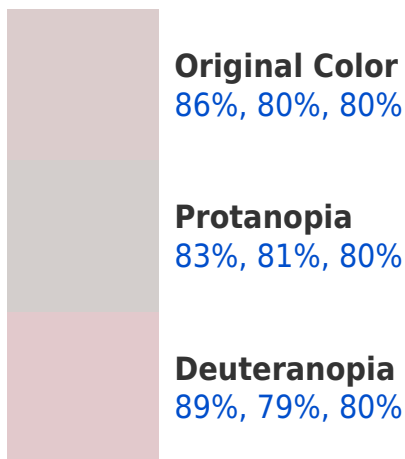 Original Color
86%, 80%, 80%
Protanopia
83%, 81%, 80%
Deuteranopia
89%, 79%, 80%